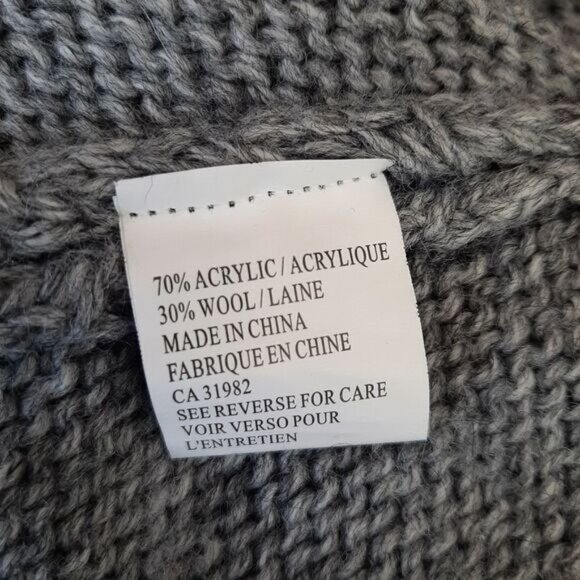 70% ACRYLIC / ACRYLIQUE
30% WOOL / LAINE
MADE IN CHINA
FABRIQUE EN CHINE
CA 31982
SEE REVERSE FOR CARE
VOIR VERSO POUR
L'ENTRETIEN